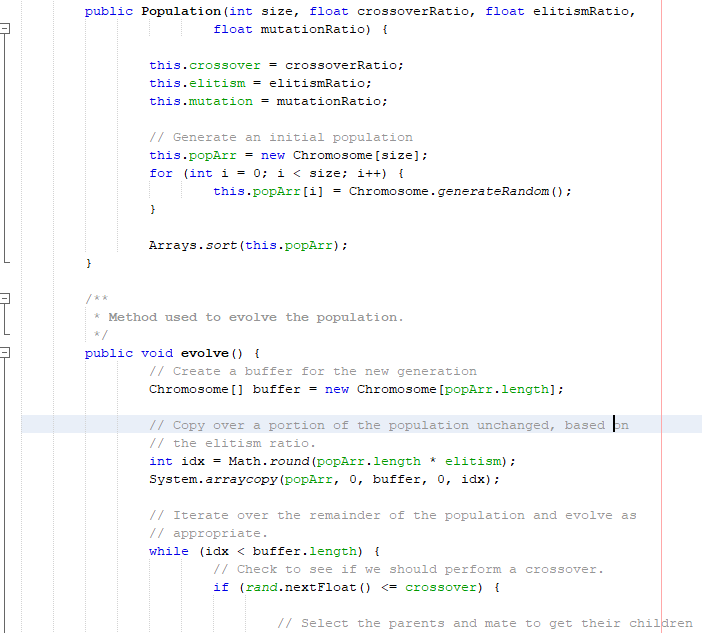 public Population(int size, float crossoverRatio, float elitismRatio,
float mutationRatio) {
this.crossover = crossoverRatio;
this.elitism = elitismRatio;
this.mutation = mutationRatio;
// Generate an initial population
this.popArr = new Chromosome[size];
for (int i = 0; i < size; i++) {
this.popArr[i] = Chromosome.generateRandom();
}
Arrays.sort(this.popArr);
}
/**
* Method used to evolve the population.
*/
public void evolve() {
// Create a buffer for the new generation
Chromosome[] buffer = new Chromosome[popArr.length];
// Copy over a portion of the population unchanged, based on
// the elitism ratio.
int idx = Math.round(popArr.length * elitism);
System.arraycopy(popArr, 0, buffer, 0, idx);
// Iterate over the remainder of the population and evolve as
// appropriate.
while (idx < buffer.length) {
// Check to see if we should perform a crossover.
if (rand.nextFloat() <= crossover) {
// Select the parents and mate to get their children